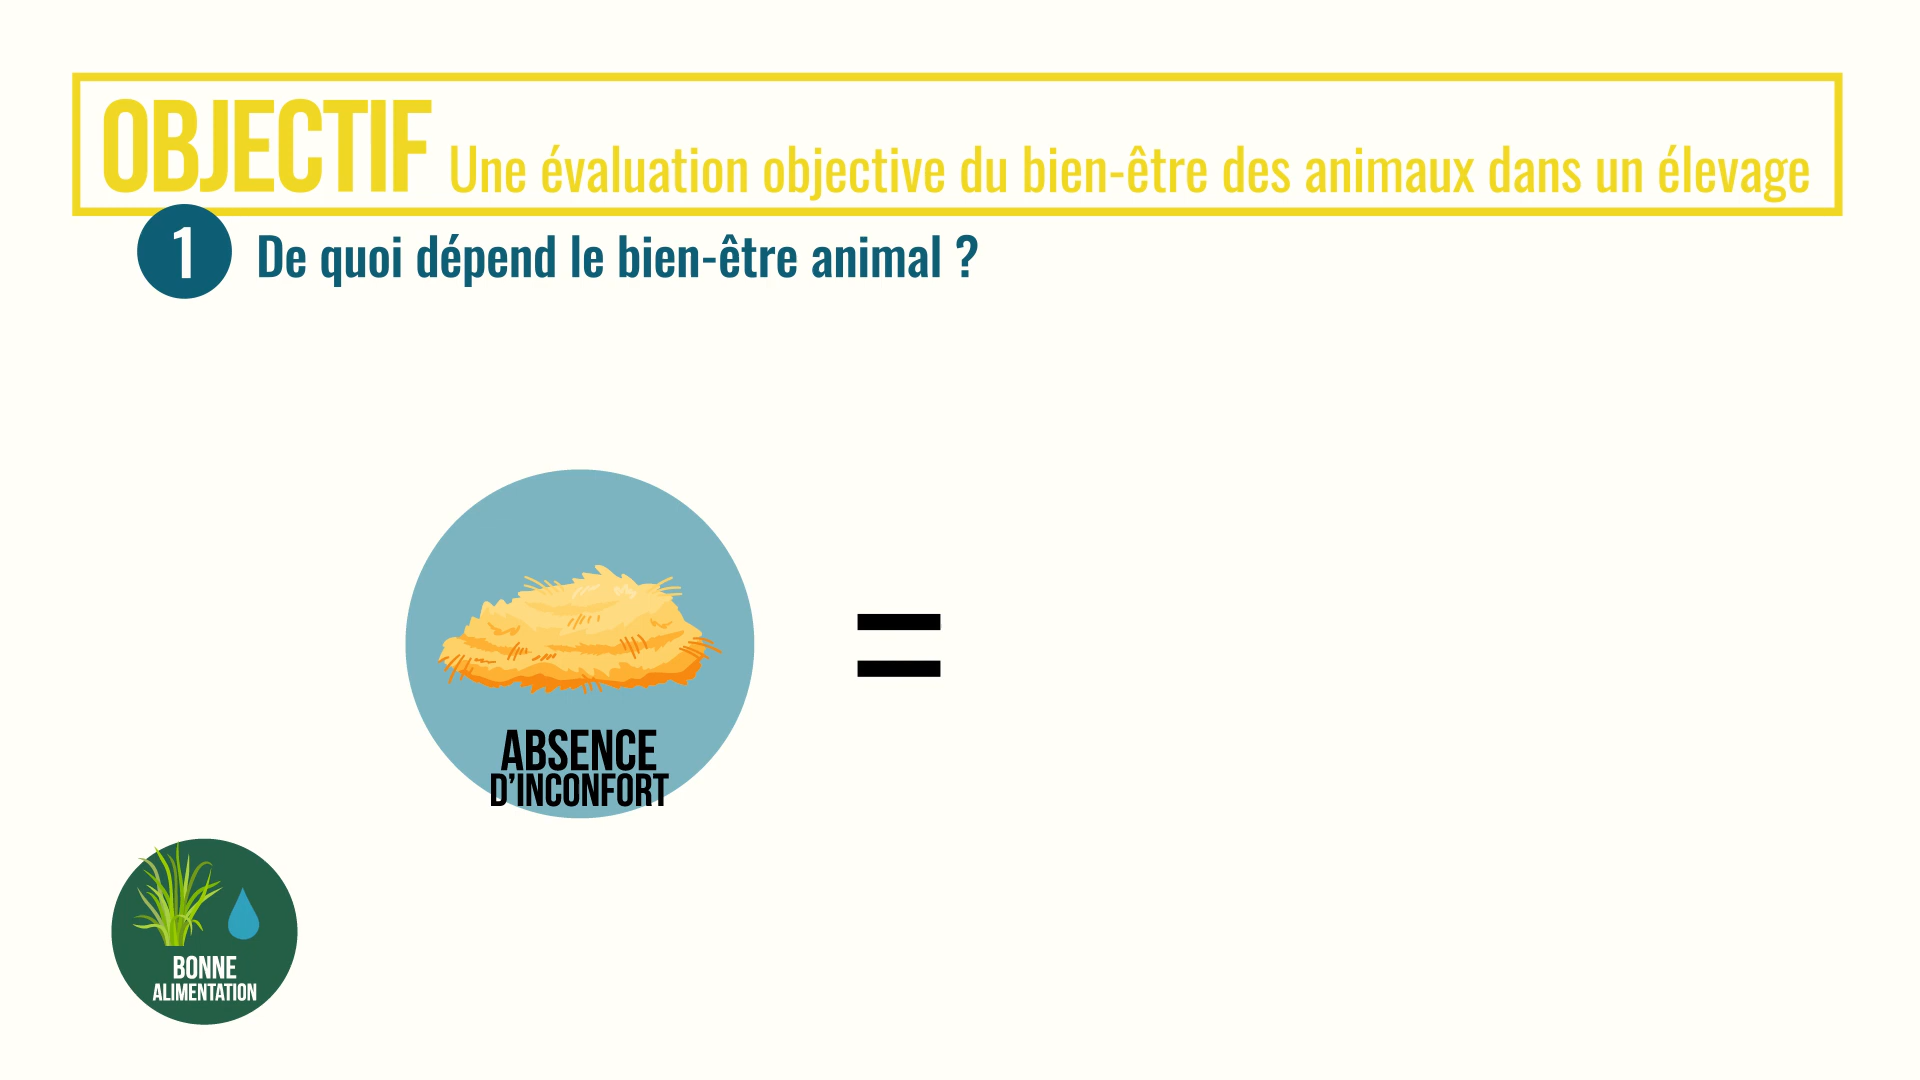 OBJECTIF Une évaluation objective du bien-être des animaux dans un élevage
1 De quoi dépend le bien-être animal ?
=
ABSENCE
D'INCONFORT
BONNE
ALIMENTATION